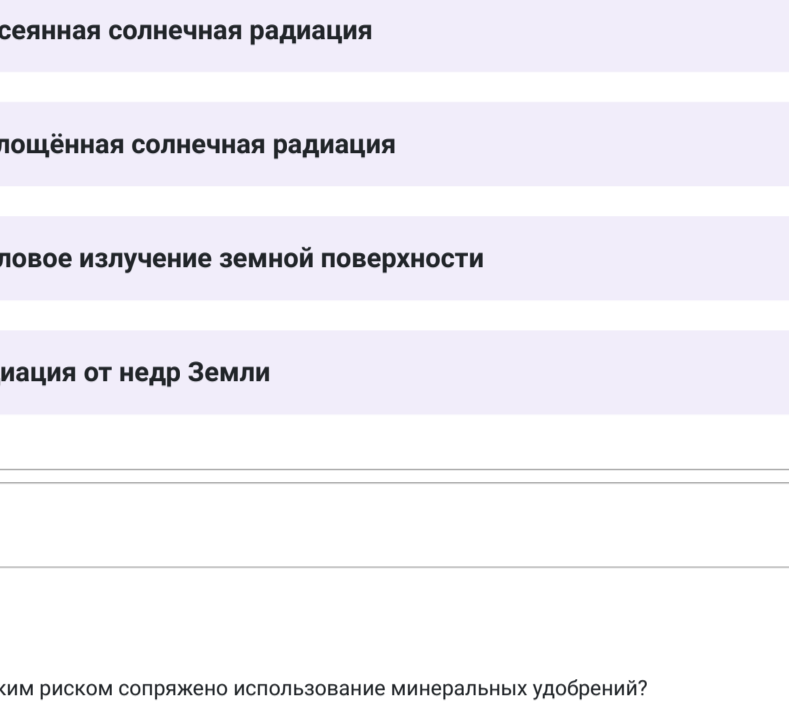 сеянная солнечная радиация
лощённая солнечная радиация
ловое излучение земной поверхности
иация от недр Земли
ким риском сопряжено использование минеральных удобрений?